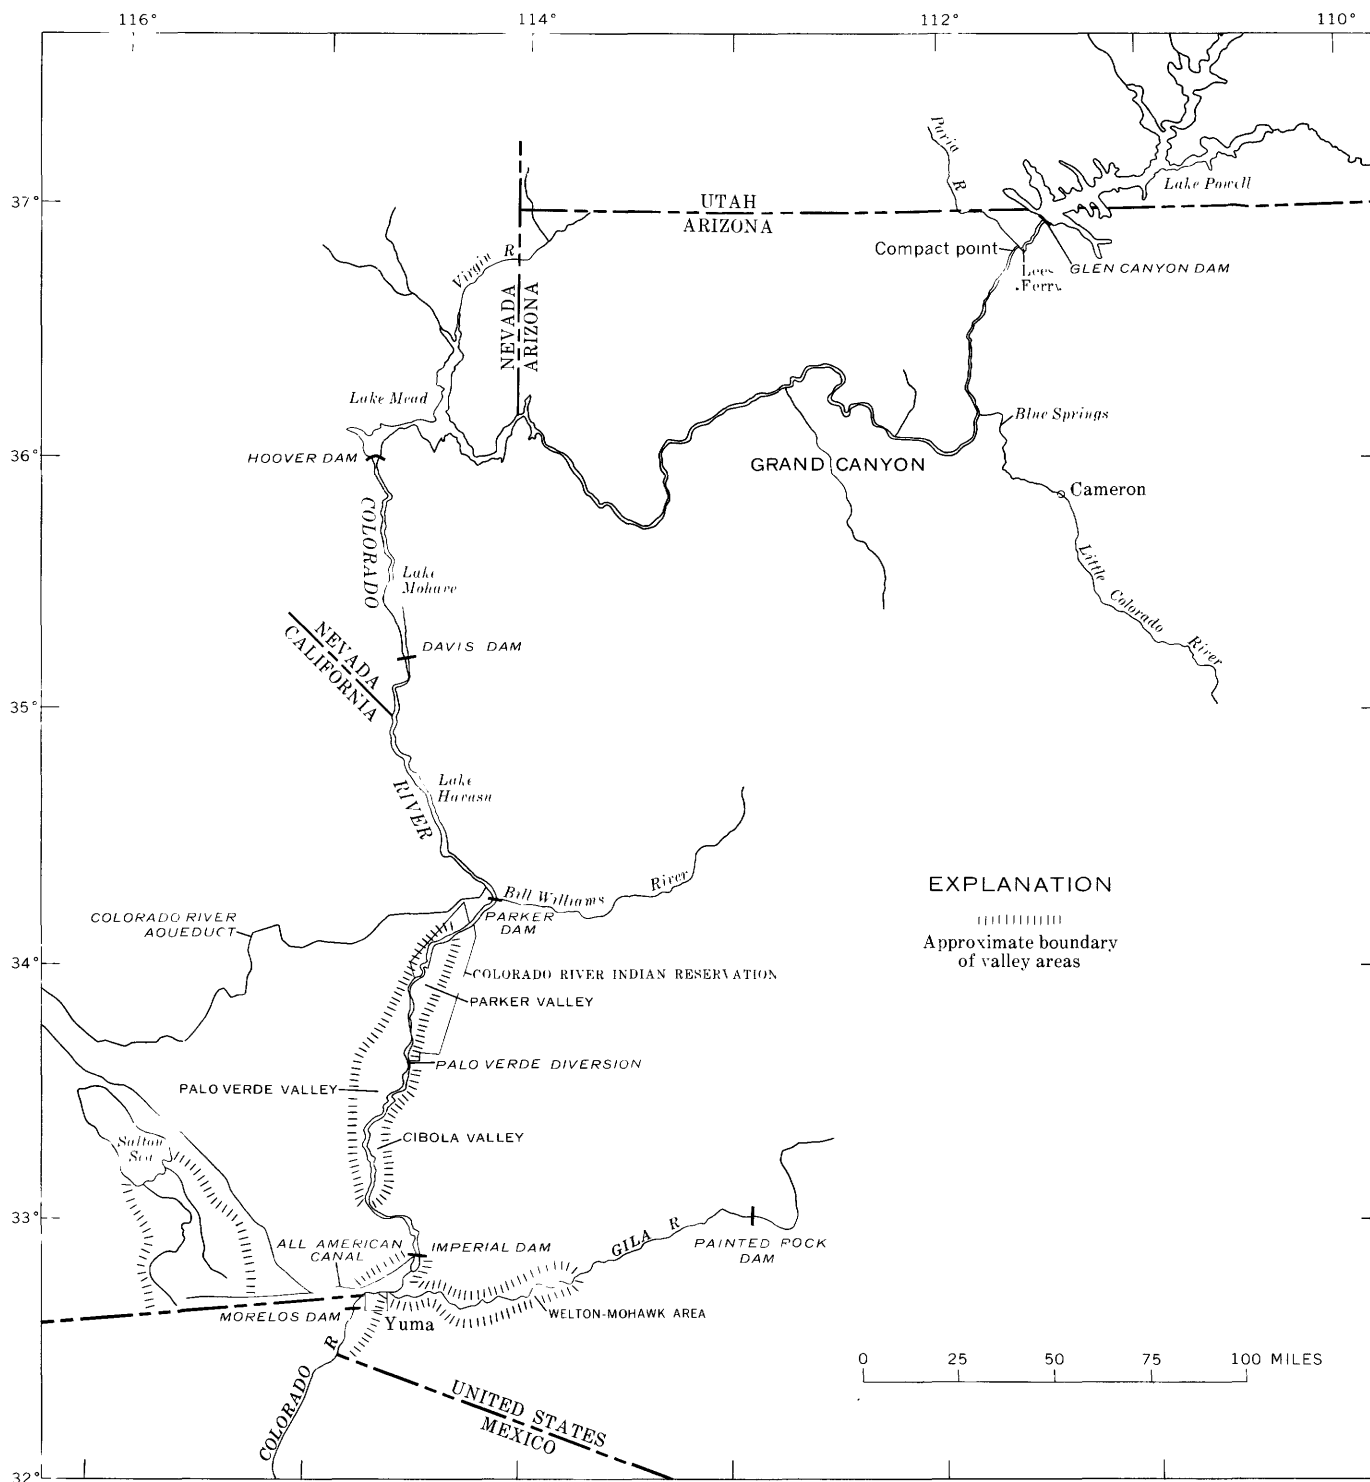 116°
114°
112°
110°
37°
36°
35°
34°
33°
32°
Paria
R
Lake Powell
UTAH
ARIZONA
Compact point
Lees
Ferry
GLEN CANYON DAM
Virgin R
NEVADA
ARIZONA
Lake Mead
Blue Springs
HOOVER DAM
GRAND CANYON
Cameron
COLORADO
Lake
Mohave
Little Colorado River
NEVADA
CALIFORNIA
DAVIS DAM
Lake
Havasu
RIVER
Bill Williams River
EXPLANATION
Approximate boundary
of valley areas
COLORADO RIVER
AQUEDUCT
PARKER
DAM
COLORADO RIVER INDIAN RESERVATION
PARKER VALLEY
PALO VERDE DIVERSION
PALO VERDE VALLEY
CIBOLA VALLEY
Salton
Sea
ALL AMERICAN
CANAL
IMPERIAL DAM
GILA R
PAINTED ROCK
DAM
MORELOS DAM
Yuma
WELTON-MOHAWK AREA
COLORADO R
UNITED STATES
MEXICO
0 25 50 75 100 MILES